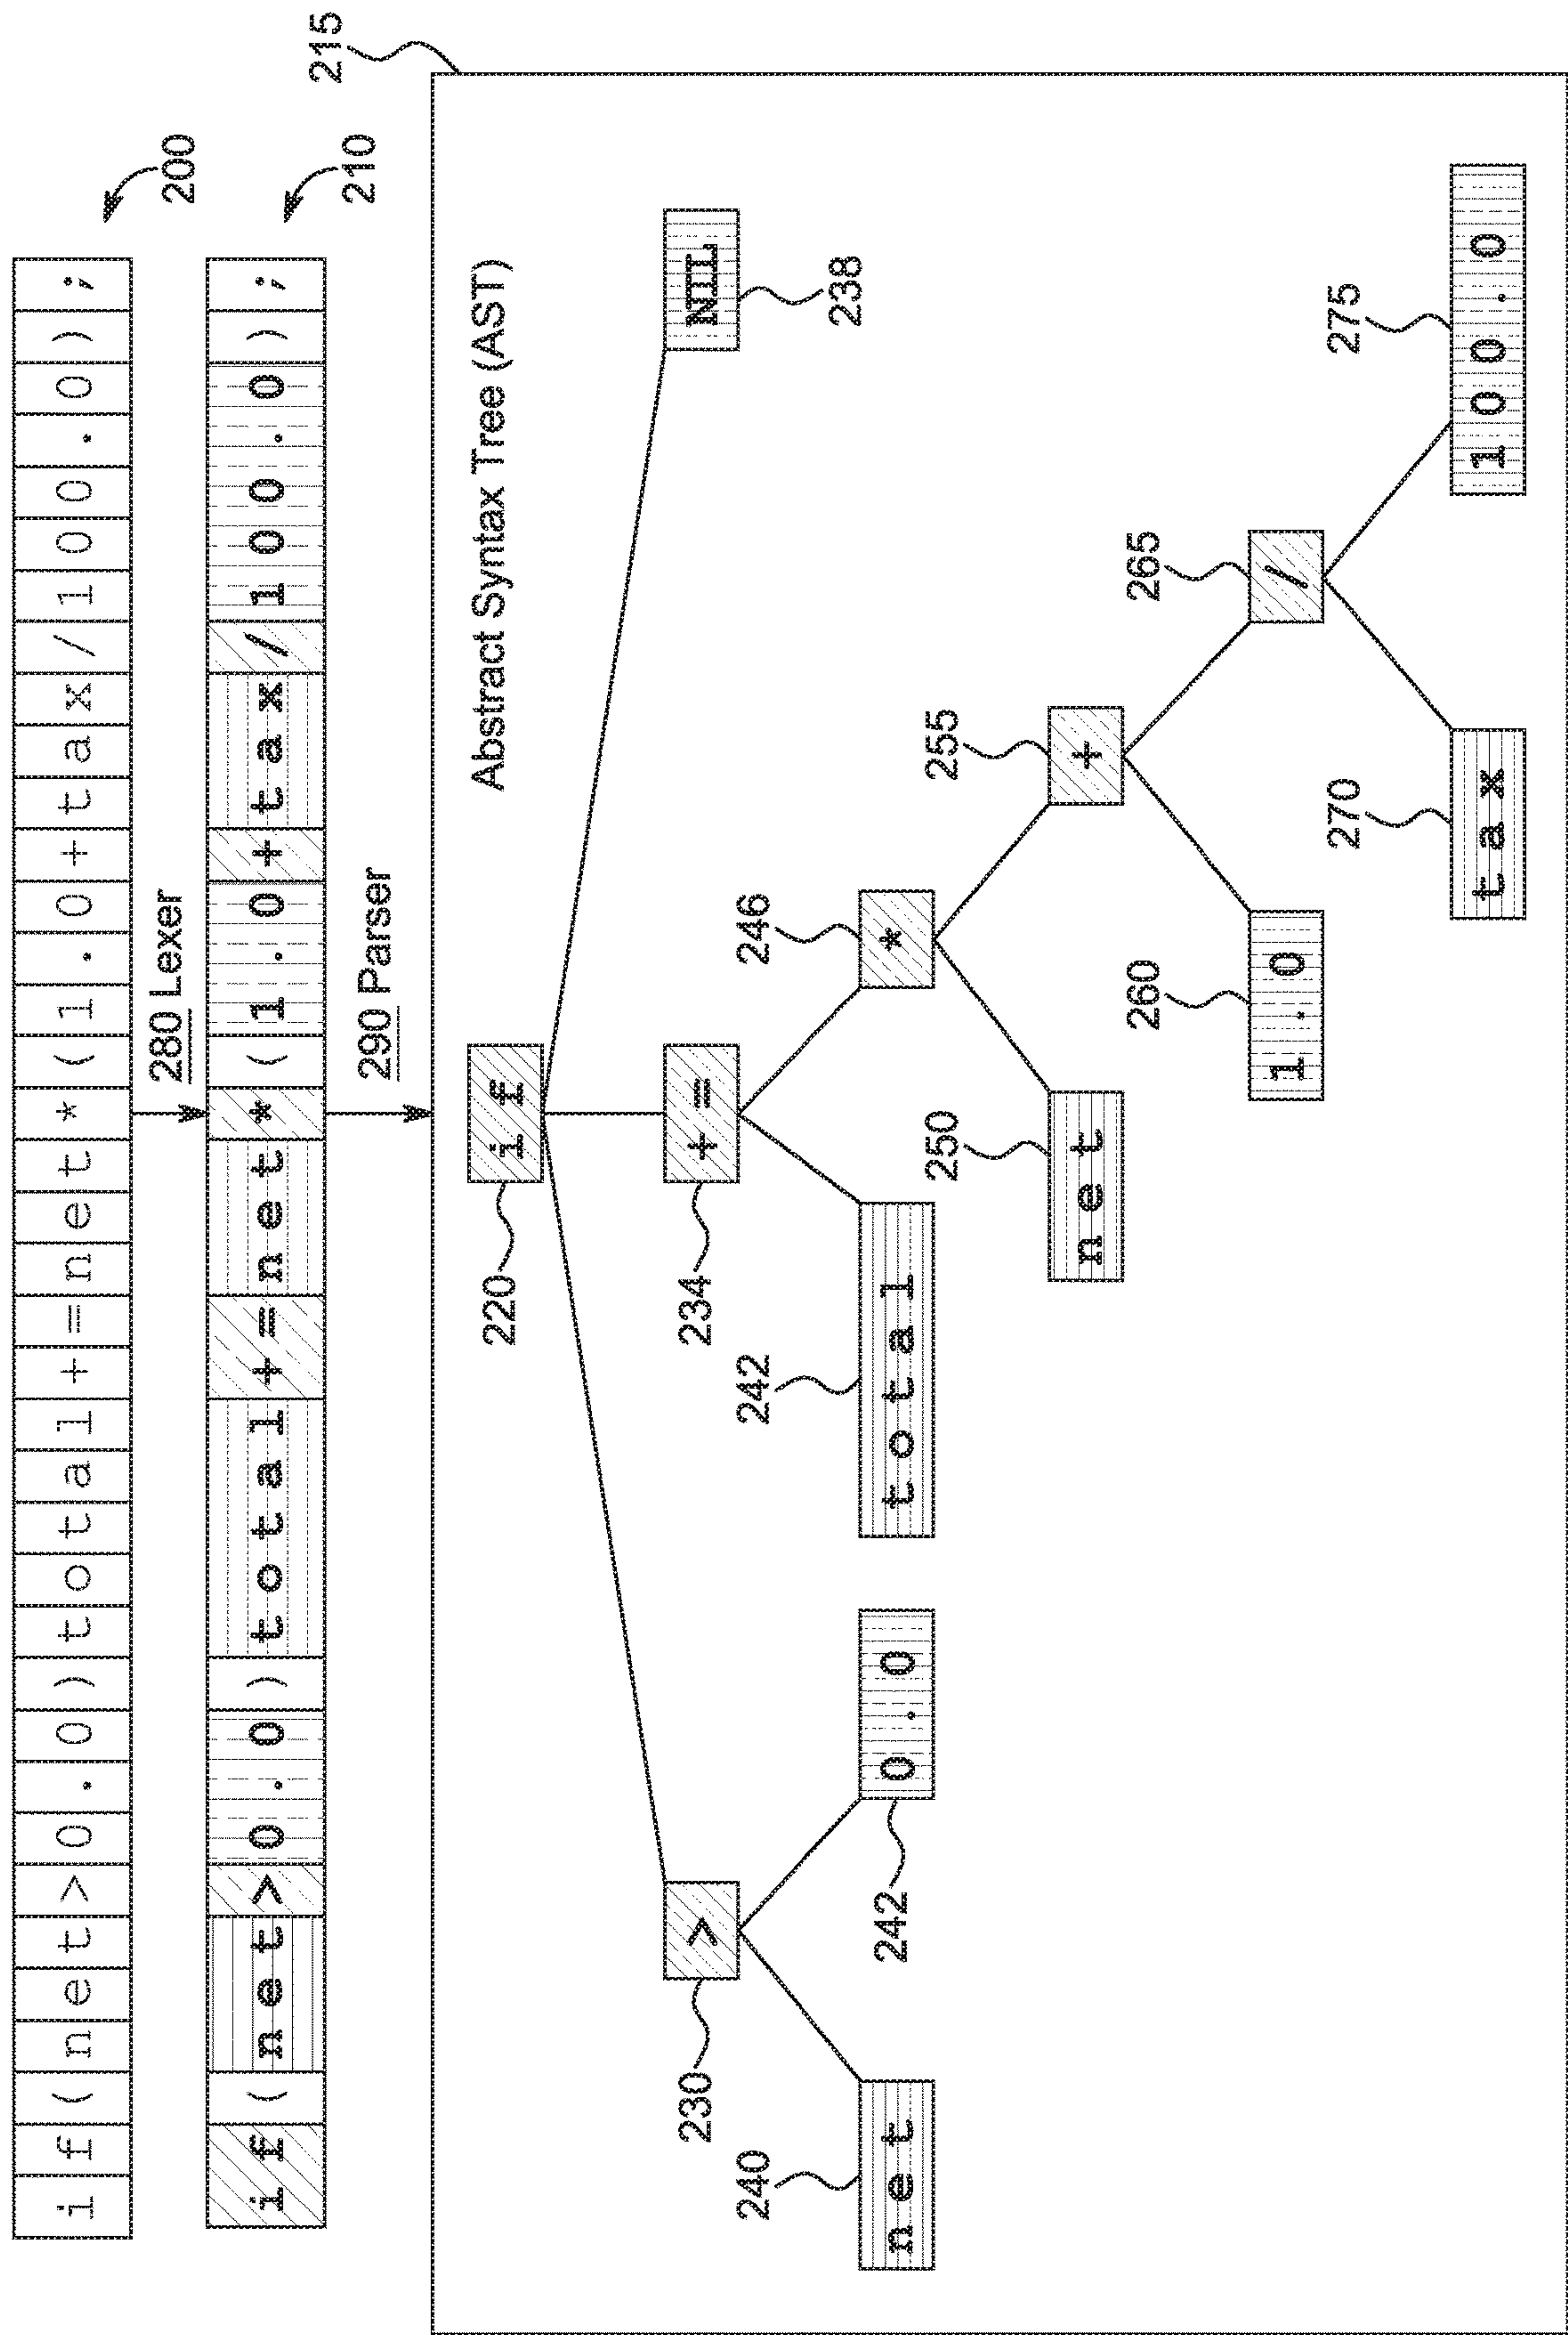 if(net>0.0)total+=net*(1.0+tax/100.0);
200
280 Lexer
if(net>0.0)total+=net*(1.0+tax/100.0);
210
290 Parser
215
Abstract Syntax Tree (AST)
220 if
230 > 234 += NIL 238
240 242 246
net 242 0.0 total *
250 255
net +
260 265
1.0 /
270 275
tax 100.0